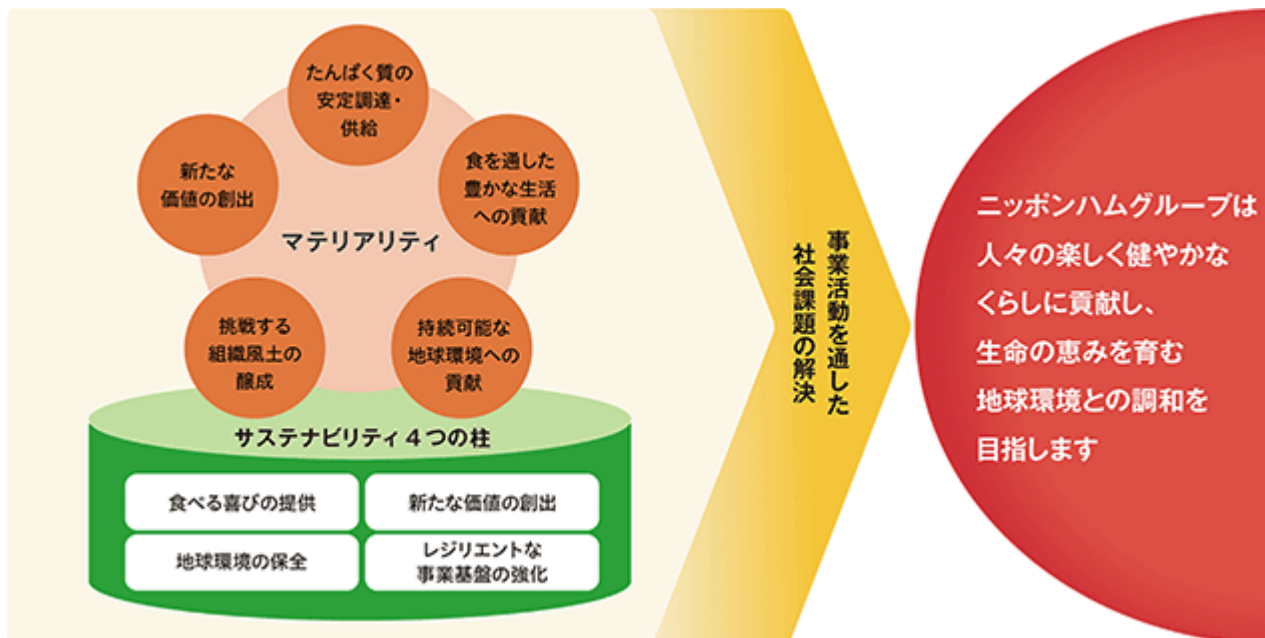 たんぱく質の
安定調達・
供給
新たな
価値の創出
食を通した
豊かな生活
への貢献
マテリアリティ
挑戦する
組織風土の
醸成
持続可能な
地球環境への
貢献
サステナビリティ4つの柱
食べる喜びの提供
新たな価値の創出
地球環境の保全
レジリエントな
事業基盤の強化
事業活動を通した
社会課題の解決
ニッポンハムグループは
人々の楽しく健やかな
くらしに貢献し、
生命の恵みを育む
地球環境との調和を
目指します